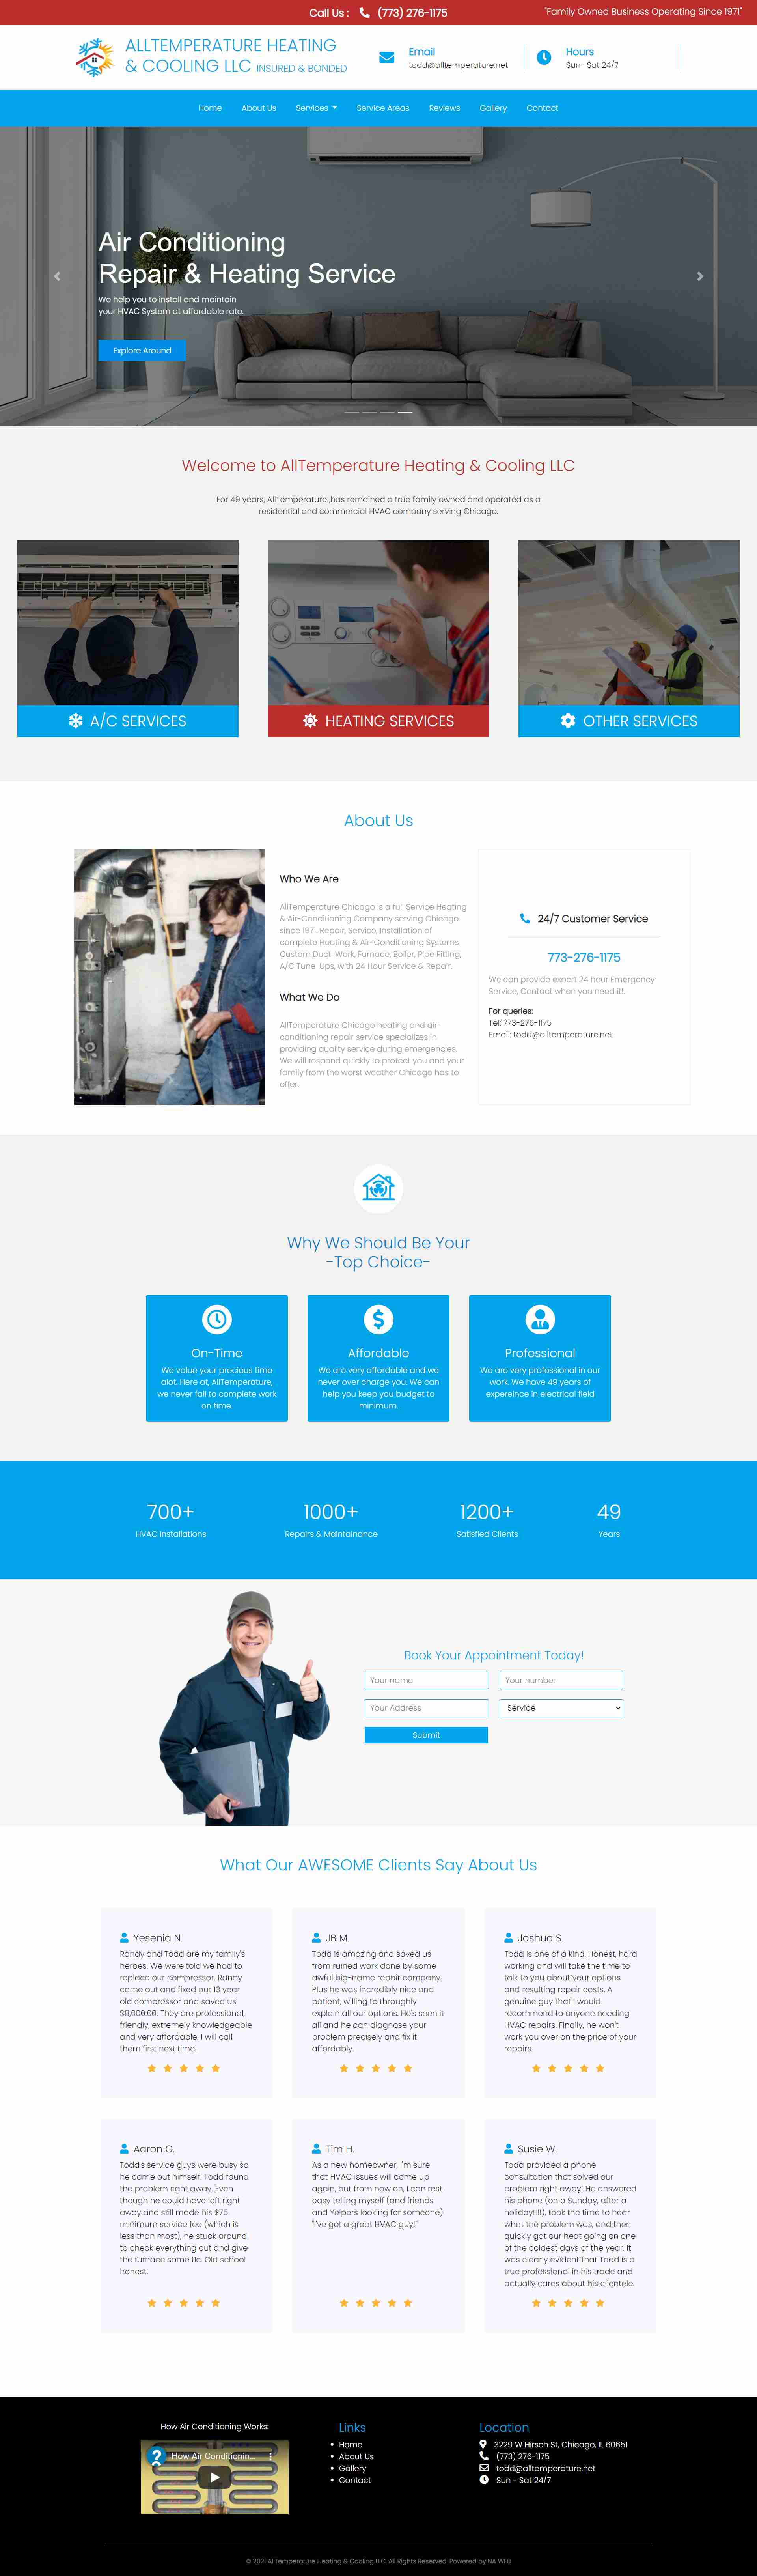 Call Us : (773) 276-1175
"Family Owned Business Operating Since 1971"
ALLTEMPERATURE HEATING
& COOLING LLC INSURED & BONDED
Email
todd@alltemperature.net
Hours
Sun- Sat 24/7
Home About Us Services Service Areas Reviews Gallery Contact
Air Conditioning
Repair & Heating Service
We help you to install and maintain
your HVAC System at affordable rate.
Explore Around
Welcome to AllTemperature Heating & Cooling LLC
For 49 years, AllTemperature ,has remained a true family owned and operated as a
residential and commercial HVAC company serving Chicago.
A/C SERVICES
HEATING SERVICES
OTHER SERVICES
About Us
Who We Are
AllTemperature Chicago is a full Service Heating
& Air-Conditioning Company serving Chicago
since 1971. Repair, Service, Installation of
complete Heating & Air-Conditioning Systems
Custom Duct-Work, Furnace, Boiler, Pipe Fitting,
A/C Tune-Ups, with 24 Hour Service & Repair.
What We Do
AllTemperature Chicago heating and air-
conditioning repair service specializes in
providing quality service during emergencies.
We will respond quickly to protect you and your
family from the worst weather Chicago has to
offer.
24/7 Customer Service
773-276-1175
We can provide expert 24 hour Emergency
Service, Contact when you need it!.
For queries:
Tel: 773-276-1175
Email: todd@alltemperature.net
Why We Should Be Your
-Top Choice-
On-Time
We value your precious time
alot. Here at, AllTemperature,
we never fail to complete work
on time.
Affordable
We are very affordable and we
never over charge you. We can
help you keep you budget to
minimum.
Professional
We are very professional in our
work. We have 49 years of
expereince in electrical field
700+
HVAC Installations
1000+
Repairs & Maintainance
1200+
Satisfied Clients
49
Years
Book Your Appointment Today!
Your name
Your number
Your Address
Service
Submit
What Our AWESOME Clients Say About Us
Yesenia N.
Randy and Todd are my family's
heroes. We were told we had to
replace our compressor. Randy
came out and fixed our 13 year
old compressor and saved us
$8,000.00. They are professional,
friendly, extremely knowledgeable
and very affordable. I will call
them first next time.
JB M.
Todd is amazing and saved us
from ruined work done by some
awful big-name repair company.
Plus he was incredibly nice and
patient, willing to throughly
explain all our options. He's seen it
all and he can diagnose your
problem precisely and fix it
affordably.
Joshua S.
Todd is one of a kind. Honest, hard
working and will take the time to
talk to you about your options
and resulting repair costs. A
genuine guy that I would
recommend to anyone needing
HVAC repairs. Finally, he won't
work you over on the price of your
repairs.
Aaron G.
Todd's service guys were busy so
he came out himself. Todd found
the problem right away. Even
though he could have left right
away and still made his $75
minimum service fee (which is
less than most), he stuck around
to check everything out and give
the furnace some tlc. Old school
honest.
Tim H.
As a new homeowner, I'm sure
that HVAC issues will come up
again, but from now on, I can rest
easy telling myself (and friends
and Yelpers looking for someone)
"I've got a great HVAC guy!"
Susie W.
Todd provided a phone
consultation that solved our
problem right away! He answered
his phone (on a Sunday, after a
holiday!!!!), took the time to hear
what the problem was, and then
quickly got our heat going on one
of the coldest days of the year. It
was clearly evident that Todd is a
true professional in his trade and
actually cares about his clientele.
How Air Conditioning Works:
How Air Conditionin...
Links
Home
About Us
Gallery
Contact
Location
3229 W Hirsch St, Chicago, IL 60651
(773) 276-1175
todd@alltemperature.net
Sun - Sat 24/7
© 2021 AllTemperature Heating & Cooling LLC. All Rights Reserved. Powered by NA WEB